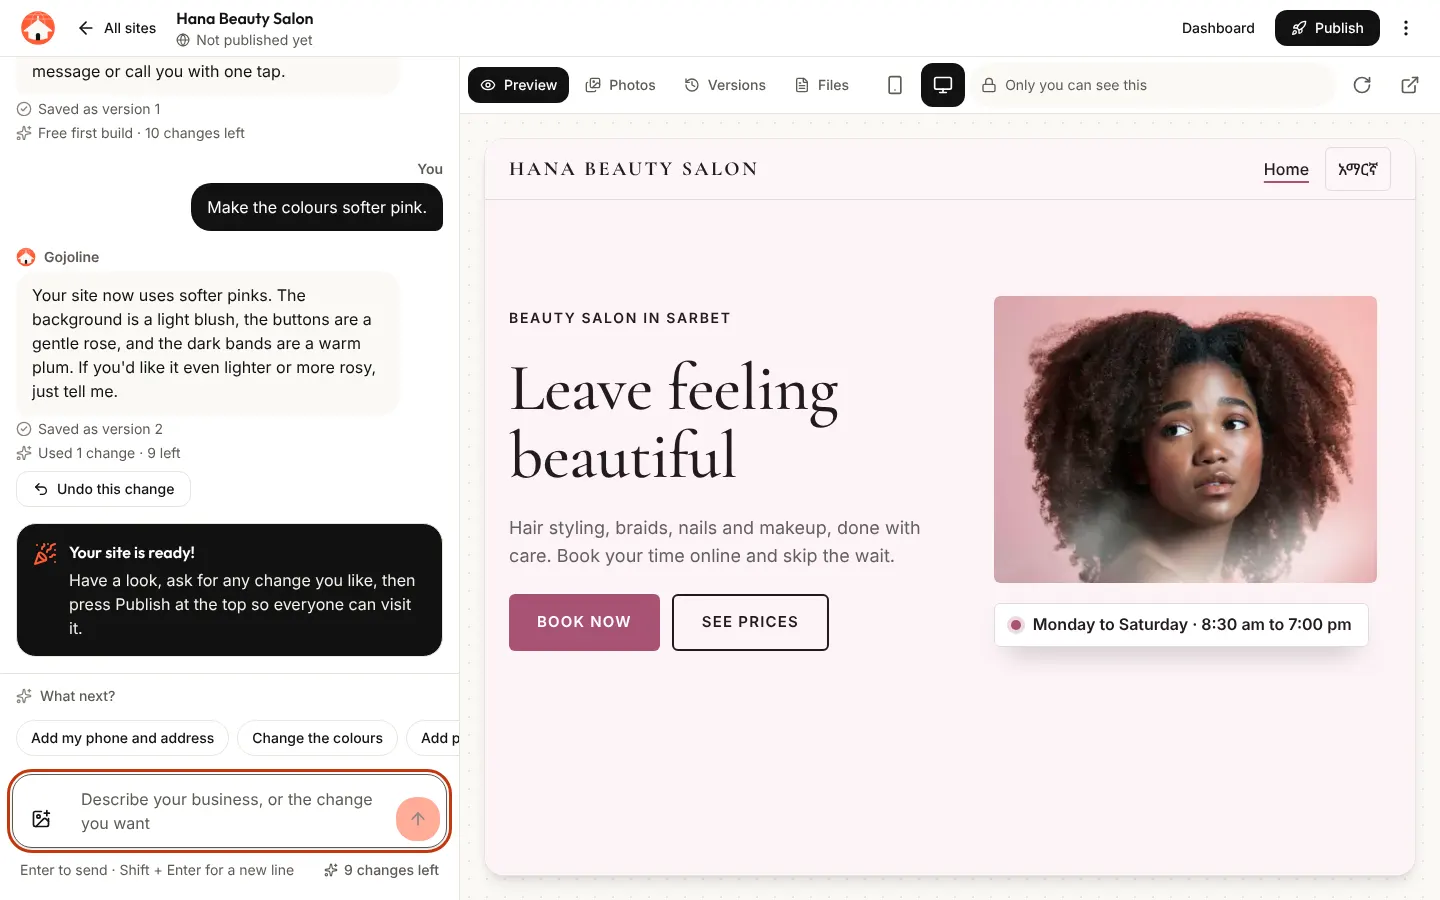 All sites
Hana Beauty Salon
Not published yet
Dashboard
Publish
message or call you with one tap.
Saved as version 1
Free first build · 10 changes left
You
Make the colours softer pink.
Gojoline
Your site now uses softer pinks. The
background is a light blush, the buttons are a
gentle rose, and the dark bands are a warm
plum. If you'd like it even lighter or more rosy,
just tell me.
Saved as version 2
Used 1 change · 9 left
Undo this change
Your site is ready!
Have a look, ask for any change you like, then
press Publish at the top so everyone can visit
it.
What next?
Add my phone and address
Change the colours
Add p
Describe your business, or the change
you want
Enter to send · Shift + Enter for a new line
9 changes left
Preview
Photos
Versions
Files
Only you can see this
HANA BEAUTY SALON
Home
አማርኛ
BEAUTY SALON IN SARBET
Leave feeling
beautiful
Hair styling, braids, nails and makeup, done with
care. Book your time online and skip the wait.
BOOK NOW
SEE PRICES
Monday to Saturday · 8:30 am to 7:00 pm